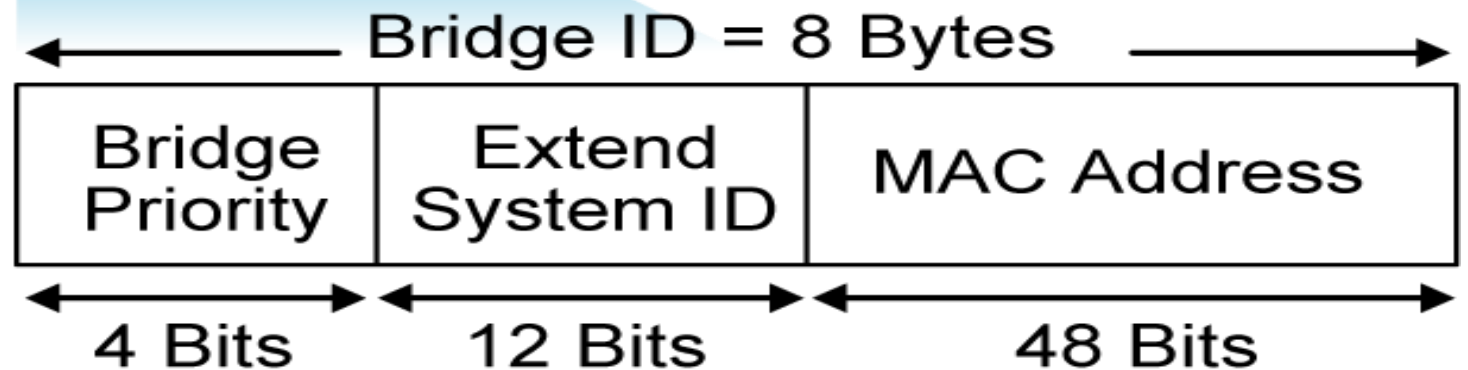 Bridge ID = 8 Bytes
Bridge
Priority
Extend
System ID
MAC Address
4 Bits
12 Bits
48 Bits